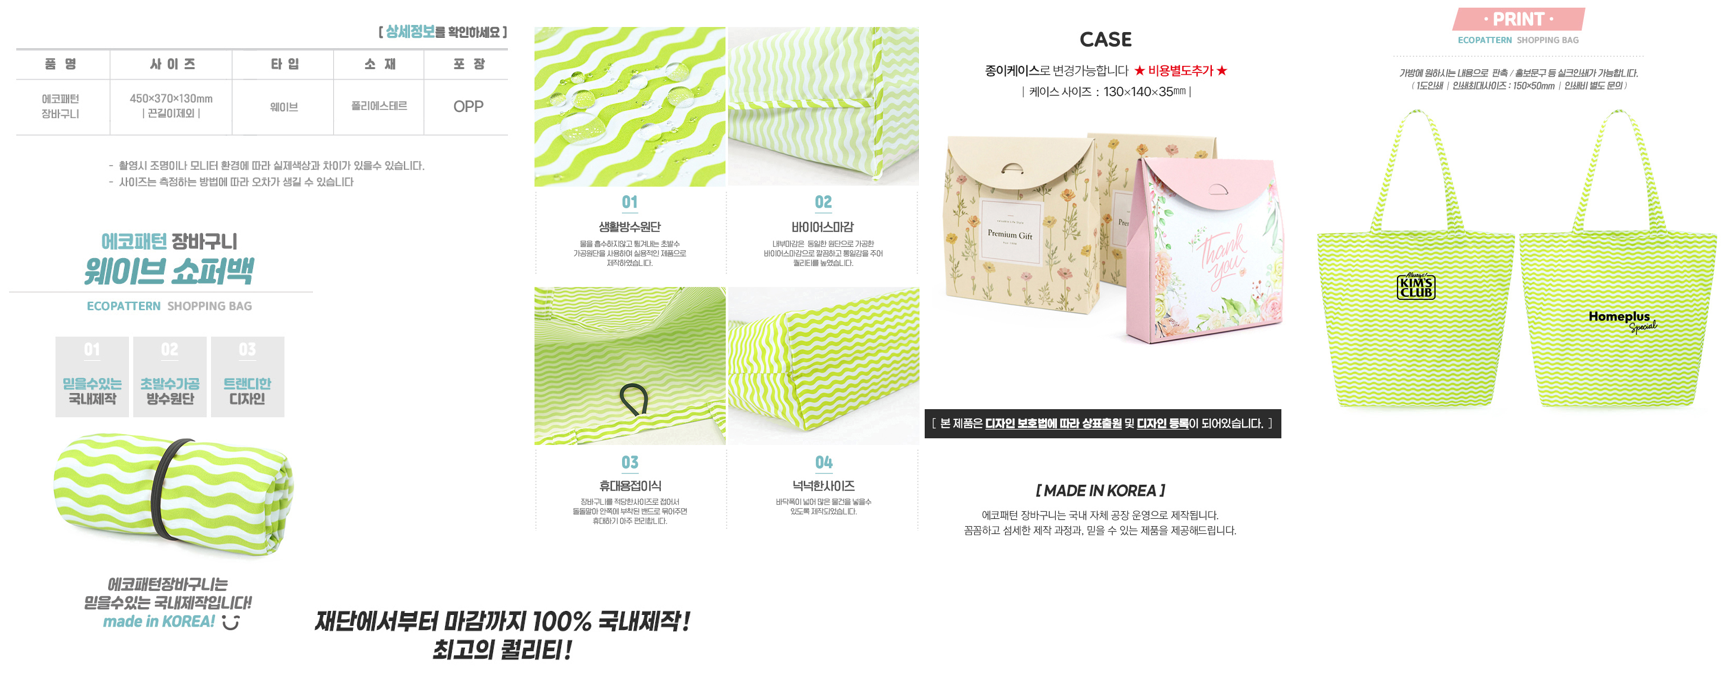 [ 상세정보를 확인하세요 ]
품 명
사 이 즈
타 입
소 재
포 장
에코패턴
장바구니
450×370×130mm
| 끈길이제외 |
웨이브
폴리에스테르
OPP
- 촬영시 조명이나 모니터 환경에 따라 실제색상과 차이가 있을수 있습니다.
- 사이즈는 측정하는 방법에 따라 오차가 생길 수 있습니다
에코패턴 장바구니
웨이브 쇼퍼백
ECOPATTERN SHOPPING BAG
01
믿을수있는
국내제작
02
초발수가공
방수원단
03
트랜디한
디자인
에코패턴장바구니는
믿을수있는 국내제작입니다!
made in KOREA!
재단에서부터 마감까지 100% 국내제작!
최고의 퀄리티!
01
생활방수원단
물을 흡수하지않고 튕겨내는 초발수
가공원단을 사용하여 실용적인 제품으로
제작하였습니다.
02
바이어스마감
내부마감은 동일한 원단으로 가공한
바이어스마감으로 깔끔하고 통일감을 주어
퀄리티를 높였습니다.
03
휴대용접이식
장바구니를 적당한사이즈로 접어서
돌돌말아 안쪽에 부착된 밴드로 묶어주면
휴대하기 아주 편리합니다.
04
넉넉한사이즈
바닥폭이 넓어 많은 물건을 넣을수
있도록 제작되었습니다.
CASE
종이케이스로 변경가능합니다 ★ 비용별도추가 ★
| 케이스 사이즈 : 130×140×35㎜ |
Premium Gift
Thank
you
[ 본 제품은 디자인 보호법에 따라 상표출원 및 디자인 등록이 되어있습니다. ]
[ MADE IN KOREA ]
에코패턴 장바구니는 국내 자체 공장 운영으로 제작됩니다.
꼼꼼하고 섬세한 제작 과정과, 믿을 수 있는 제품을 제공해드립니다.
· PRINT ·
ECOPATTERN SHOPPING BAG
가방에 원하시는 내용으로 판촉 / 홍보문구 등 실크인쇄가 가능합니다.
( 1도인쇄 | 인쇄최대사이즈 : 150×50mm | 인쇄비 별도 문의 )
Always!
KIM'S
CLUB
Homeplus
Special